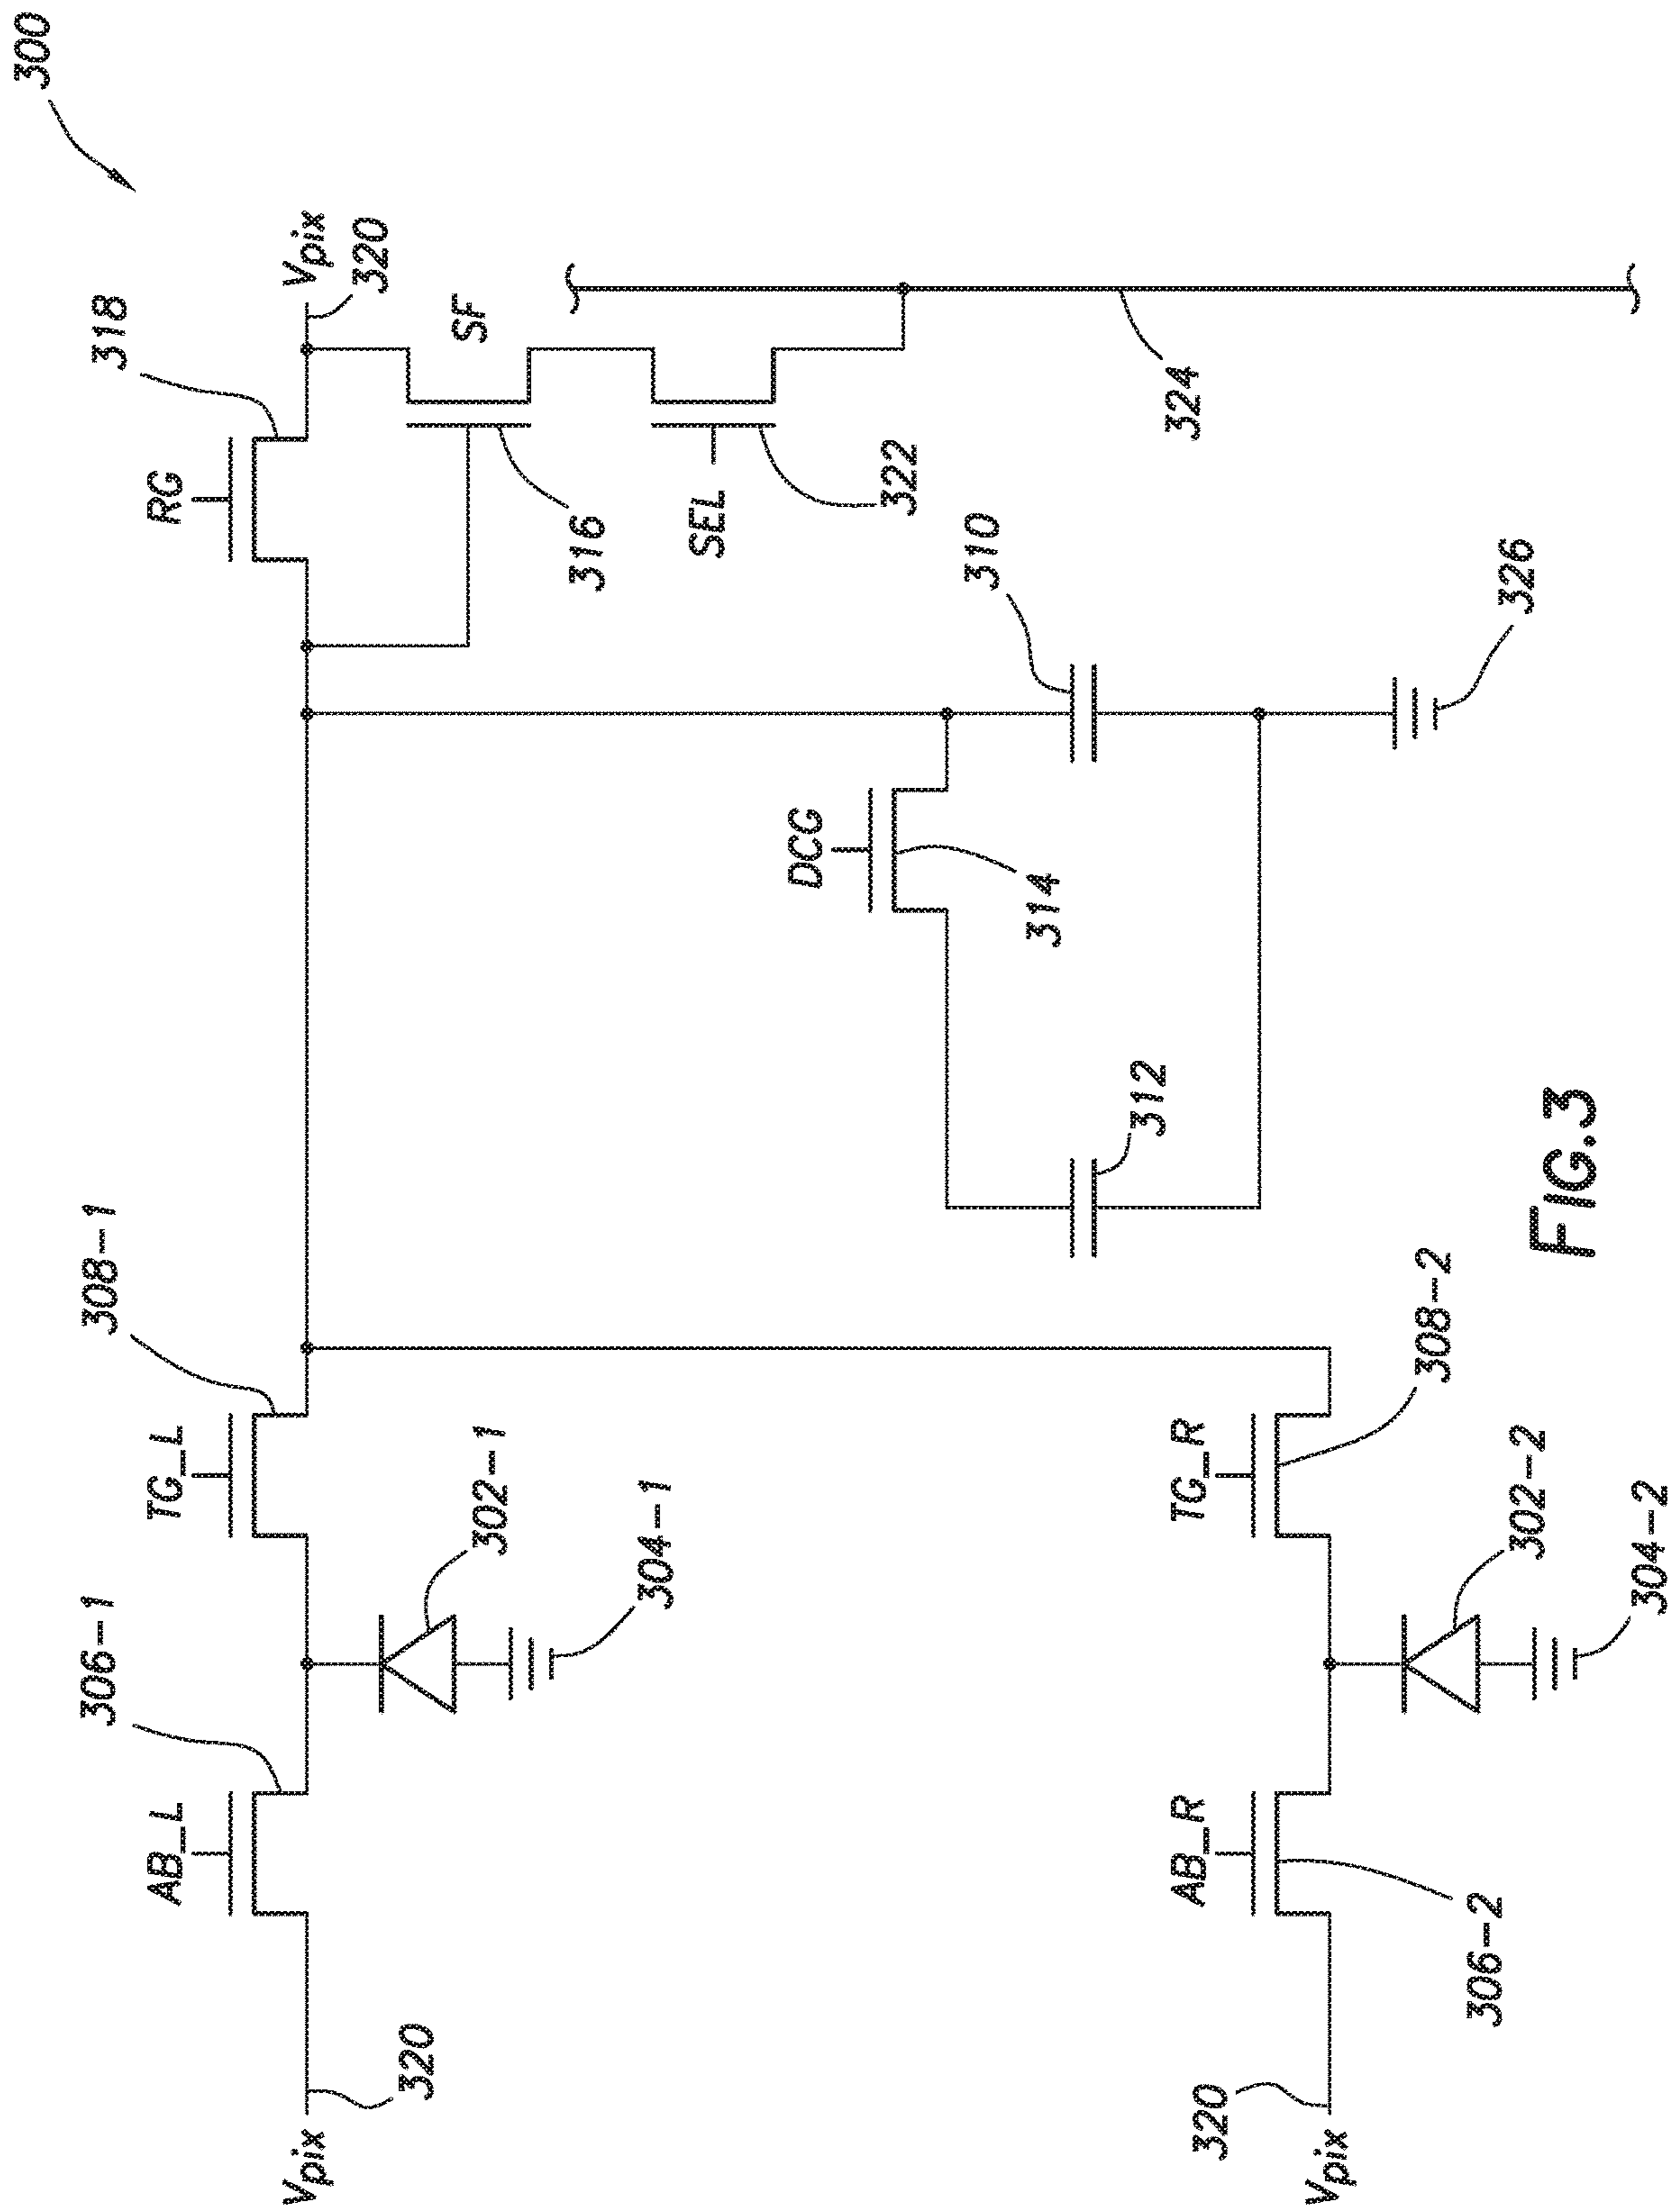 300
318
Vpix
320
RG
SF
316
SEL
322
324
308-1
306-1
TG_L
AB_L
302-1
304-1
Vpix
320
DCG
314
310
312
326
TG_R
308-2
AB_R
302-2
304-2
306-2
320
Vpix
FIG.3